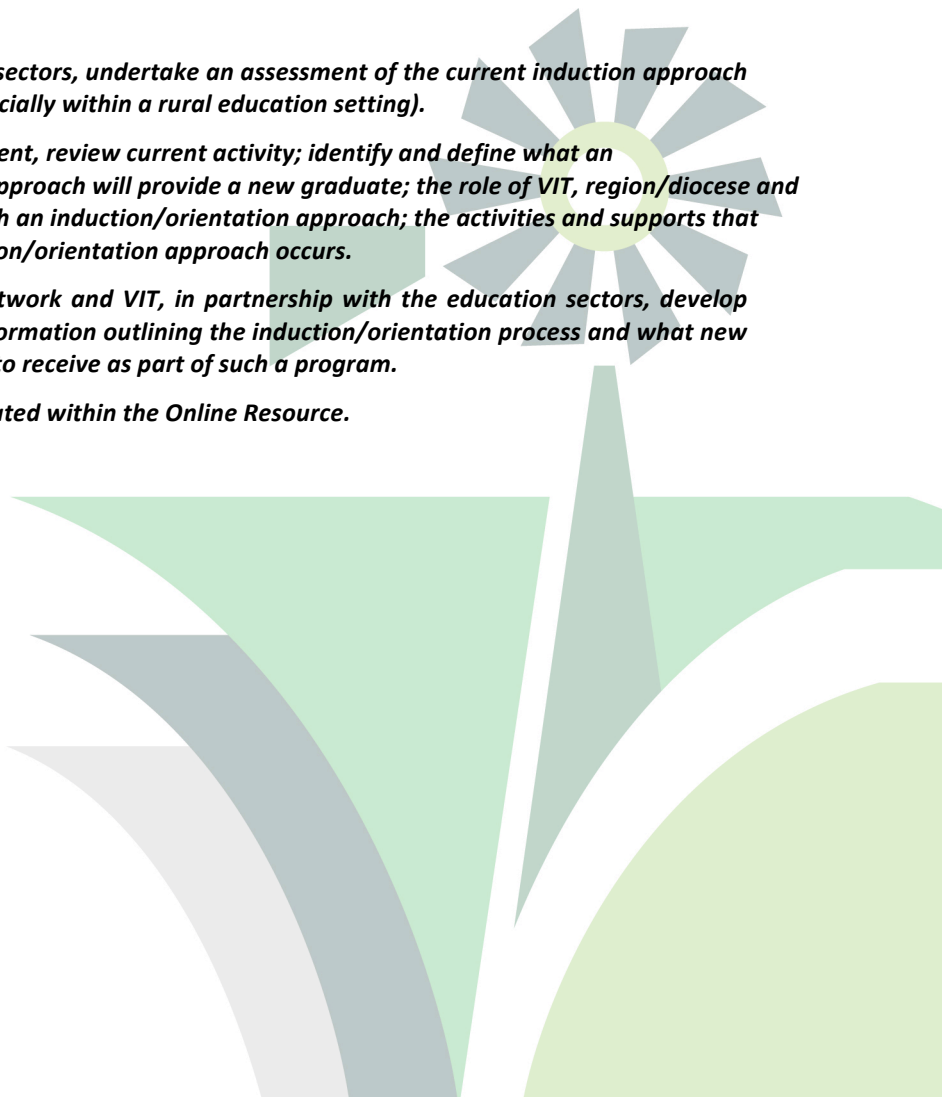 sectors, undertake an assessment of the current induction approach
cially within a rural education setting).
ent, review current activity; identify and define what an
pproach will provide a new graduate; the role of VIT, region/diocese and
h an induction/orientation approach; the activities and supports that
on/orientation approach occurs.
twork and VIT, in partnership with the education sectors, develop
ormation outlining the induction/orientation process and what new
to receive as part of such a program.
ated within the Online Resource.